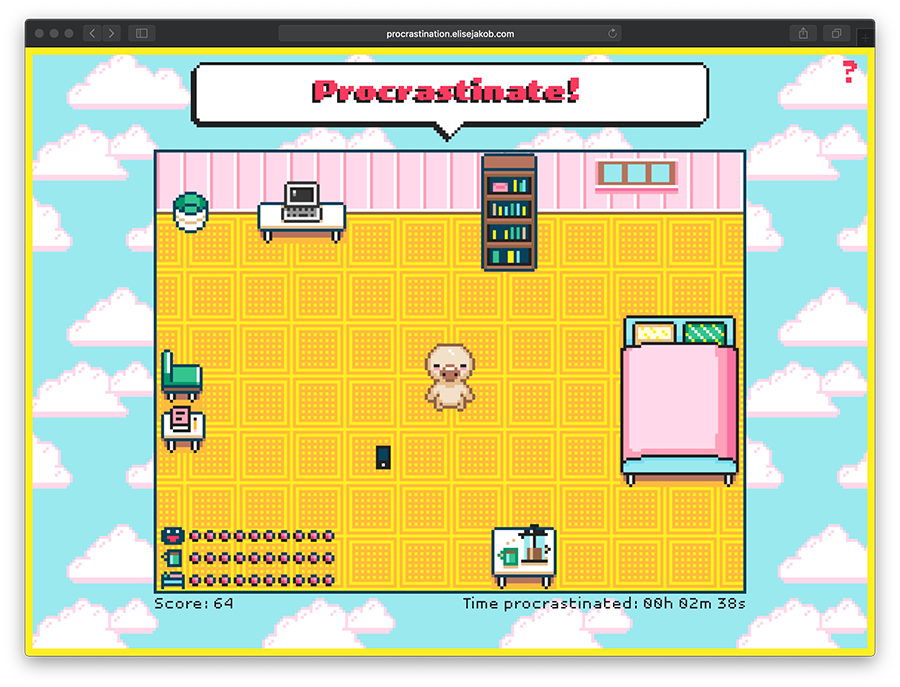 procrastination.elisejakob.com
?
Procrastinate!
Score: 64
Time procrastinated: 00h 02m 38s